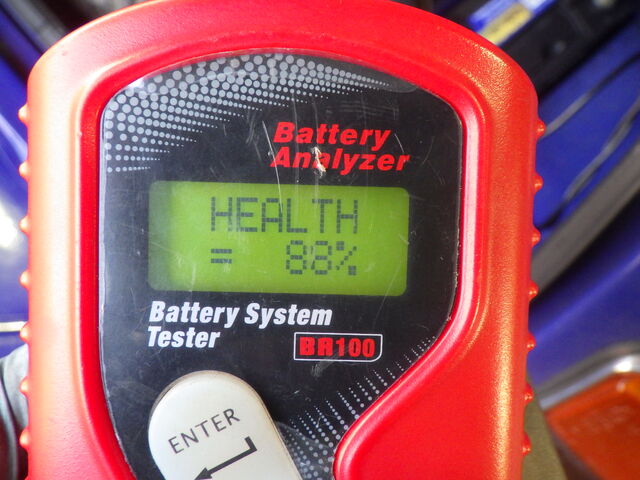 Battery
Analyzer
HEALTH
= 88%
Battery System
Tester
BR100
ENTER